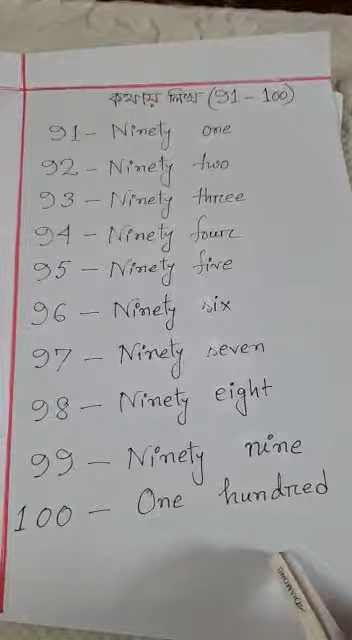 কথায় লিখ (91 - 100)
91 - Ninety one
92 - Ninety two
93 - Ninety three
94 - Ninety four
95 - Ninety five
96 - Ninety six
97 - Ninety seven
98 - Ninety eight
99 - Ninety nine
100 - One hundred
DIAMOND